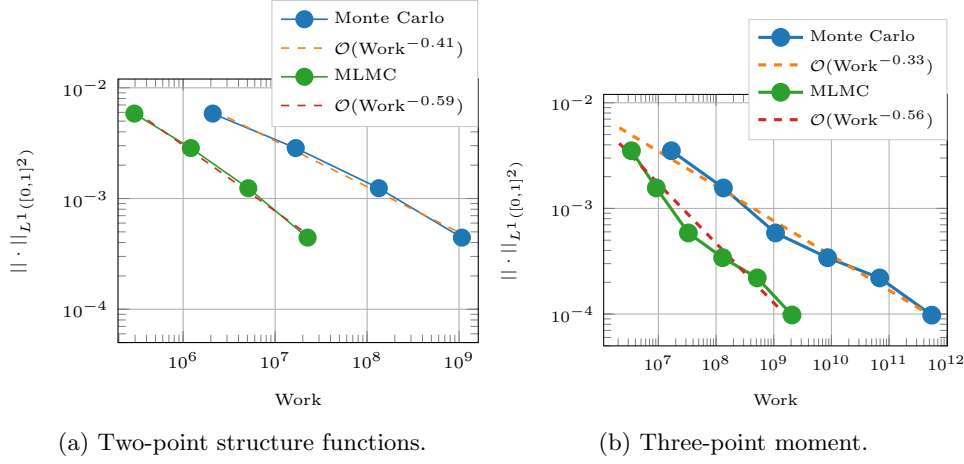 Monte Carlo
O(Work^−0.41)
MLMC
O(Work^−0.59)
10^−2
10^−3
10^−4
|| · ||_L^1([0,1]^2)
10^6 10^7 10^8 10^9
Work
(a) Two-point structure functions.
Monte Carlo
O(Work^−0.33)
MLMC
O(Work^−0.56)
10^−2
10^−3
10^−4
|| · ||_L^1([0,1]^2)
10^7 10^8 10^9 10^10 10^11 10^12
Work
(b) Three-point moment.